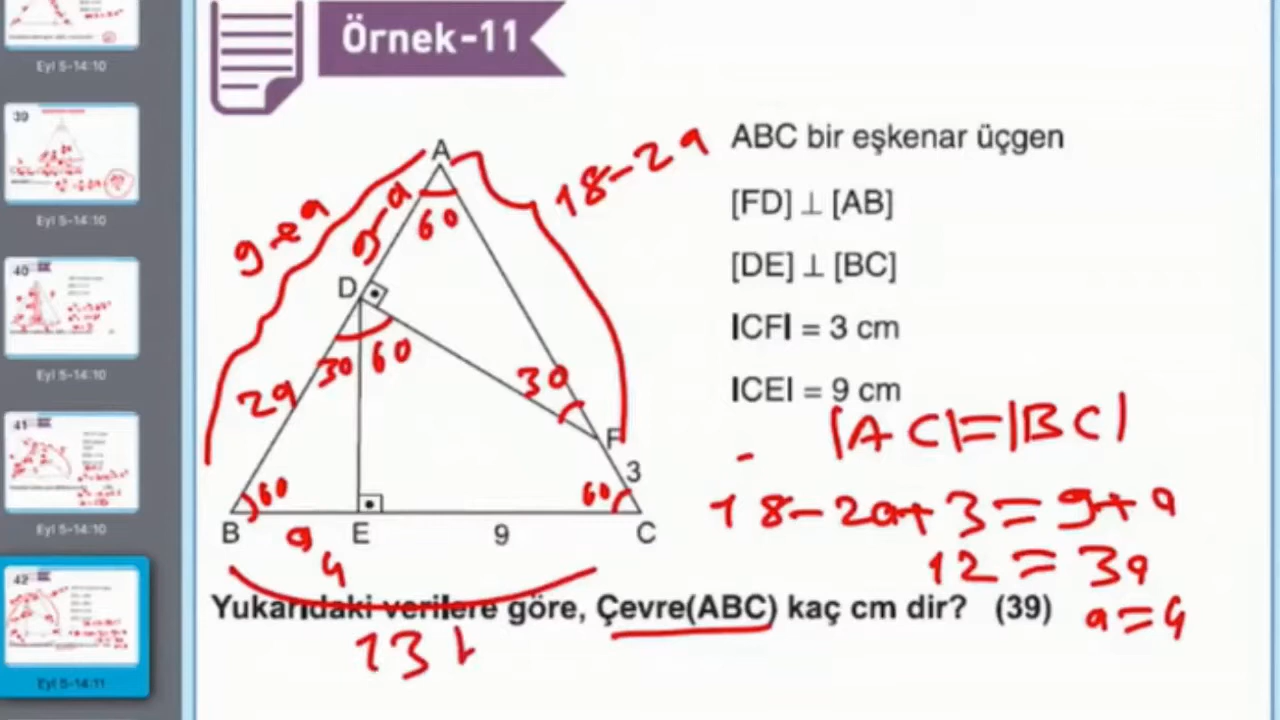 Eyl 5-14:10
39
Eyl 5-14:10
40
Eyl 5-14:10
41
Eyl 5-14:10
42
Eyl 5-14:11
Örnek-11
ABC bir eşkenar üçgen
[FD] ⊥ [AB]
[DE] ⊥ [BC]
|CF| = 3 cm
|CE| = 9 cm
A
18-2a
9+a
9-a
60
D
30 60
2a
30
F
3
60
60
B
a
E
9
C
4
|AC|=|BC|
18-2a+3=9+a
12=3a
a=4
Yukarıdaki verilere göre, Çevre(ABC) kaç cm dir? (39)
13